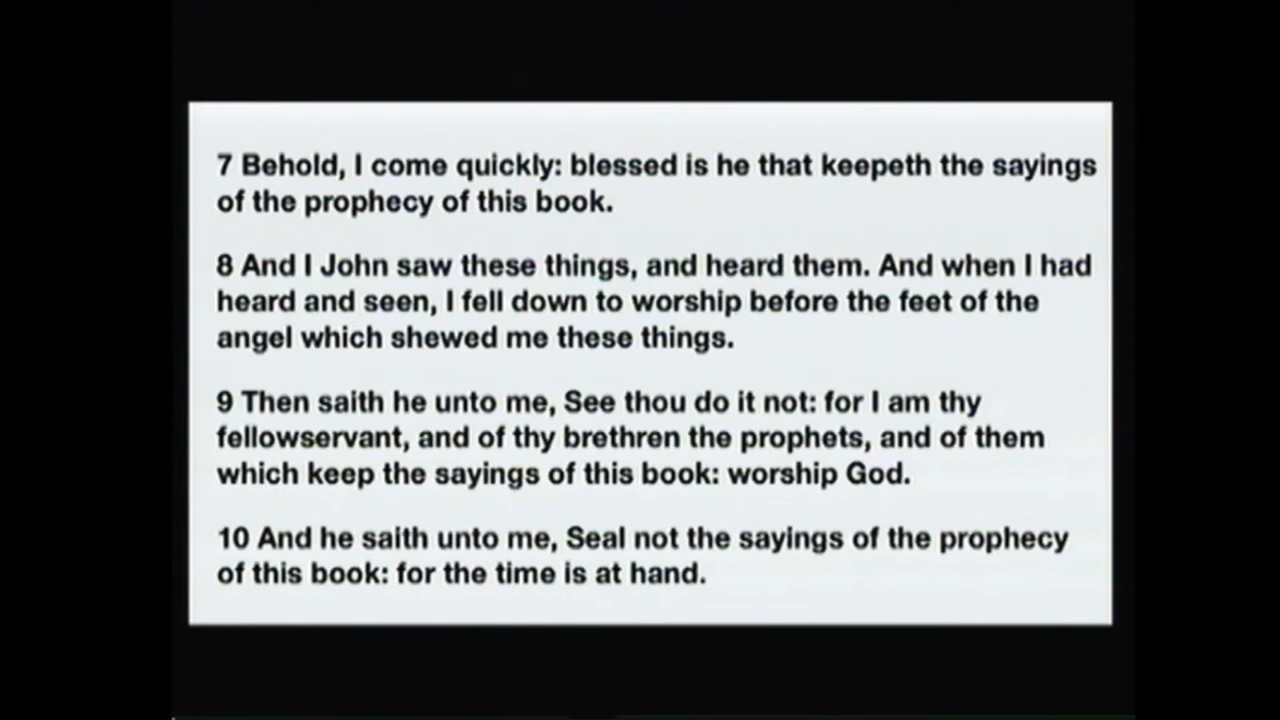 7 Behold, I come quickly: blessed is he that keepeth the sayings
of the prophecy of this book.
8 And I John saw these things, and heard them. And when I had
heard and seen, I fell down to worship before the feet of the
angel which shewed me these things.
9 Then saith he unto me, See thou do it not: for I am thy
fellowservant, and of thy brethren the prophets, and of them
which keep the sayings of this book: worship God.
10 And he saith unto me, Seal not the sayings of the prophecy
of this book: for the time is at hand.